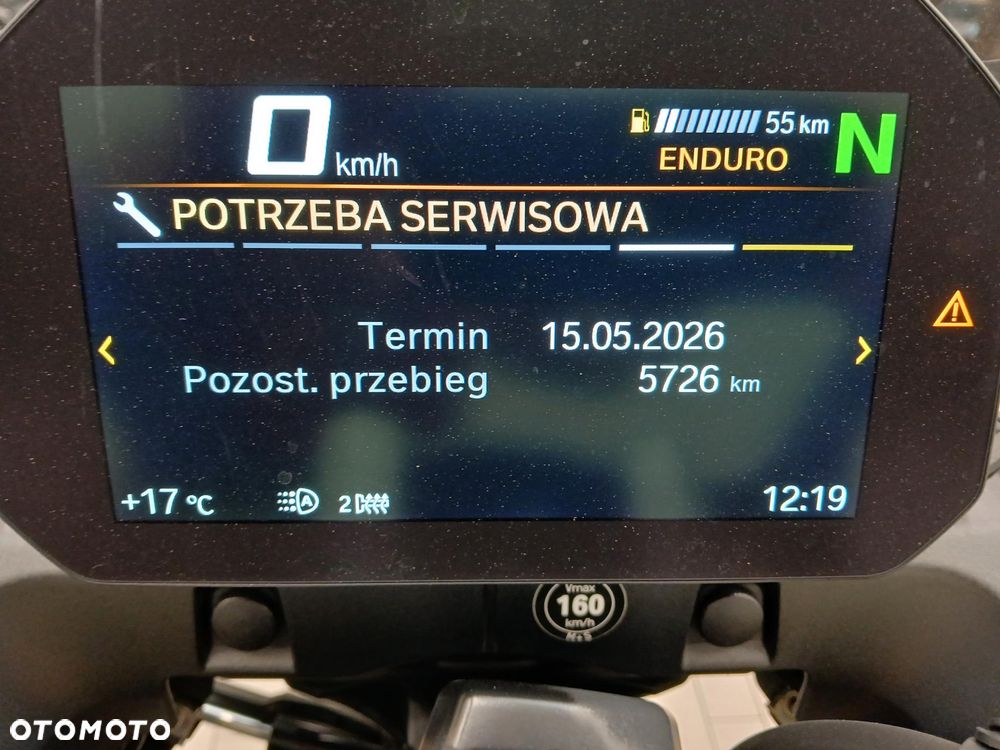 0 km/h
55 km
ENDURO
N
POTRZEBA SERWISOWA
Termin 15.05.2026
Pozost. przebieg 5726 km
+17 °C
A
2
12:19
Vmax
160
km/h
M+S
OTOMOTO